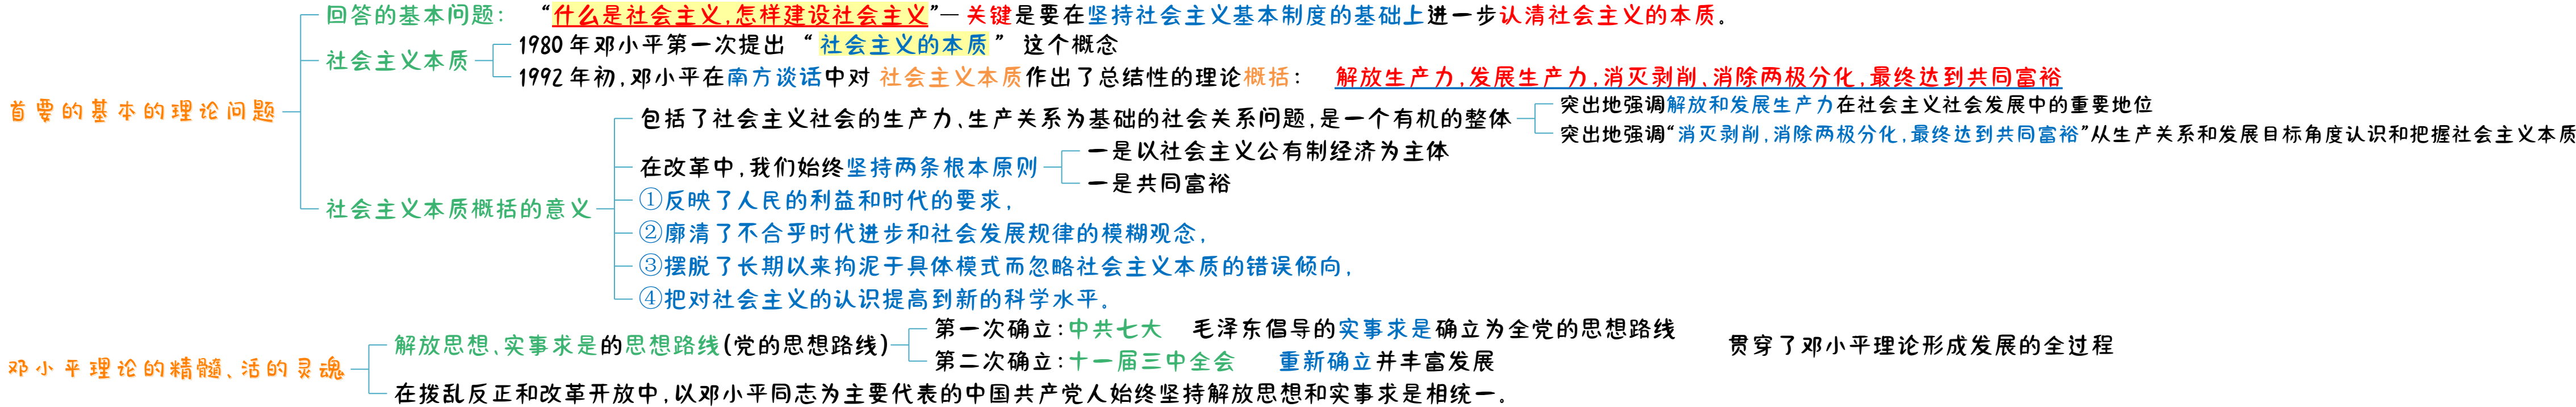 首要的基本的理论问题
回答的基本问题： “什么是社会主义,怎样建设社会主义”— 关键是要在坚持社会主义基本制度的基础上进一步认清社会主义的本质。
社会主义本质
1980年邓小平第一次提出 “社会主义的本质” 这个概念
1992年初,邓小平在南方谈话中对 社会主义本质作出了总结性的理论概括： 解放生产力,发展生产力,消灭剥削、消除两极分化,最终达到共同富裕
社会主义本质概括的意义
包括了社会主义社会的生产力、生产关系为基础的社会关系问题,是一个有机的整体
突出地强调解放和发展生产力在社会主义社会发展中的重要地位
突出地强调“消灭剥削,消除两极分化,最终达到共同富裕”从生产关系和发展目标角度认识和把握社会主义本质
在改革中,我们始终坚持两条根本原则
一是以社会主义公有制经济为主体
一是共同富裕
①反映了人民的利益和时代的要求,
②廓清了不合乎时代进步和社会发展规律的模糊观念,
③摆脱了长期以来拘泥于具体模式而忽略社会主义本质的错误倾向,
④把对社会主义的认识提高到新的科学水平。
邓小平理论的精髓、活的灵魂
解放思想、实事求是的思想路线(党的思想路线)
第一次确立:中共七大 毛泽东倡导的实事求是确立为全党的思想路线
第二次确立:十一届三中全会 重新确立并丰富发展
贯穿了邓小平理论形成发展的全过程
在拨乱反正和改革开放中,以邓小平同志为主要代表的中国共产党人始终坚持解放思想和实事求是相统一。